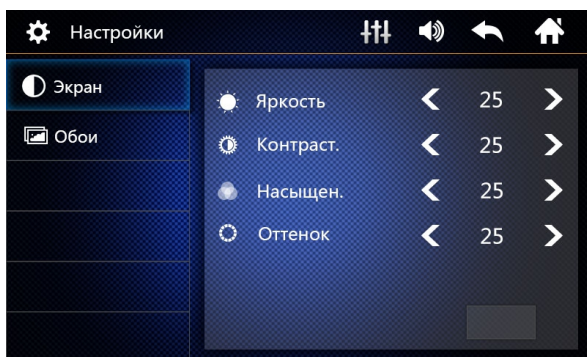 Настройки
Экран
Обои
Яркость 25
Контраст. 25
Насыщен. 25
Оттенок 25